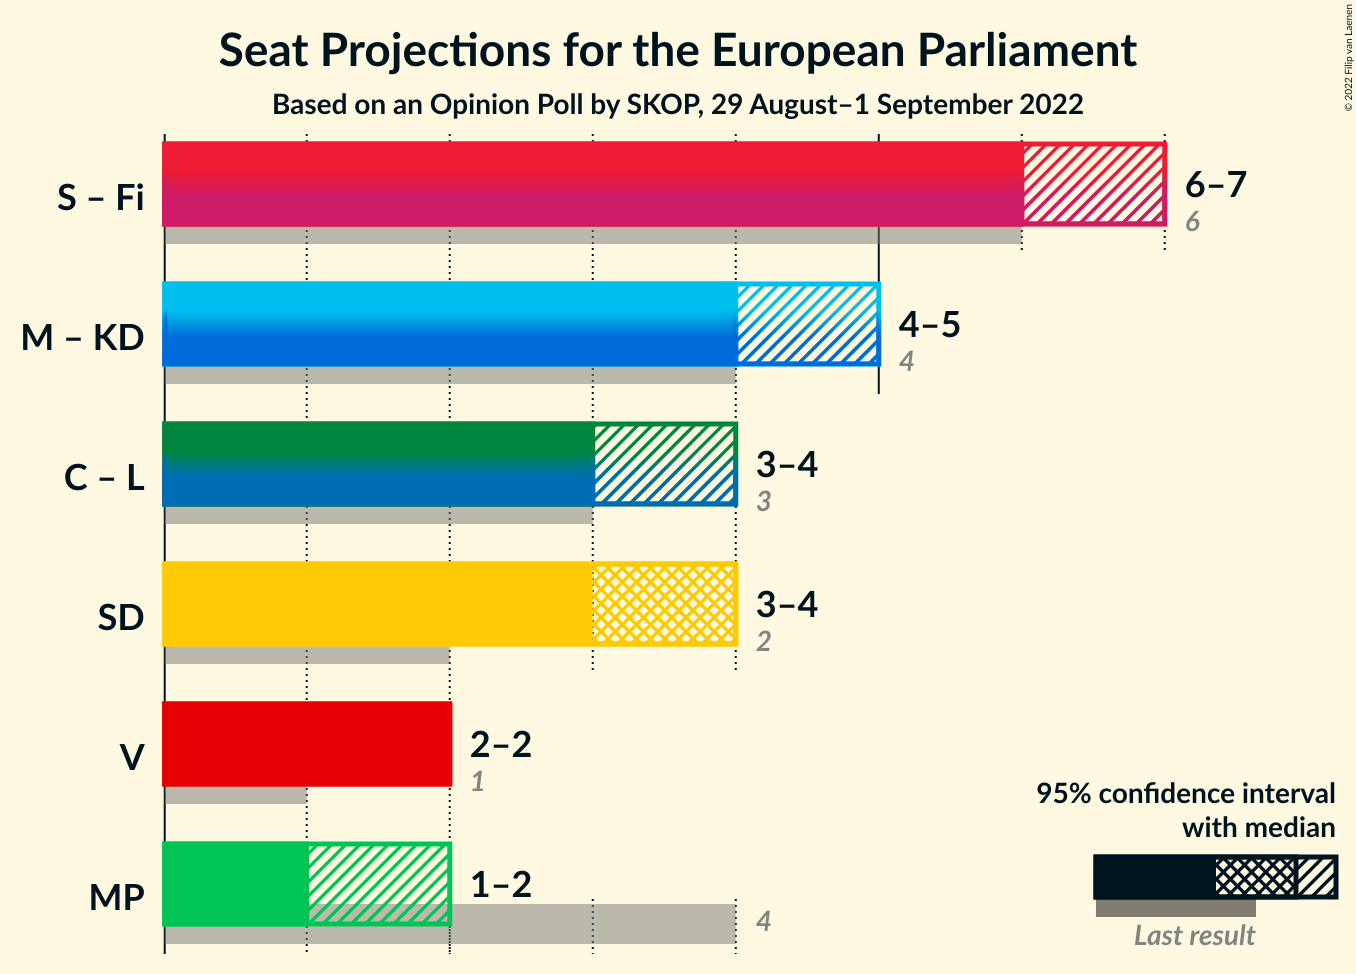 Seat Projections for the European Parliament
Based on an Opinion Poll by SKOP, 29 August–1 September 2022
© 2022 Filip van Laenen
S – Fi
6–7
6
M – KD
4–5
4
C – L
3–4
3
SD
3–4
2
V
2–2
1
MP
1–2
4
95% confidence interval
with median
Last result